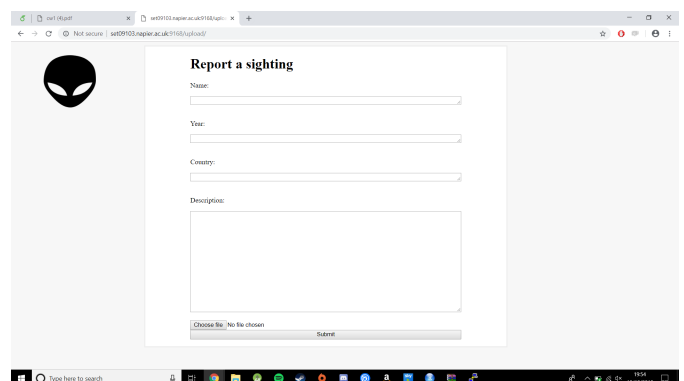 our1 (4).pdf
set09103.napier.ac.uk:9168/uplo
Not secure | set09103.napier.ac.uk:9168/upload/
Report a sighting
Name:
Year:
Country:
Description:
Choose file No file chosen
Submit
Type here to search
19:54